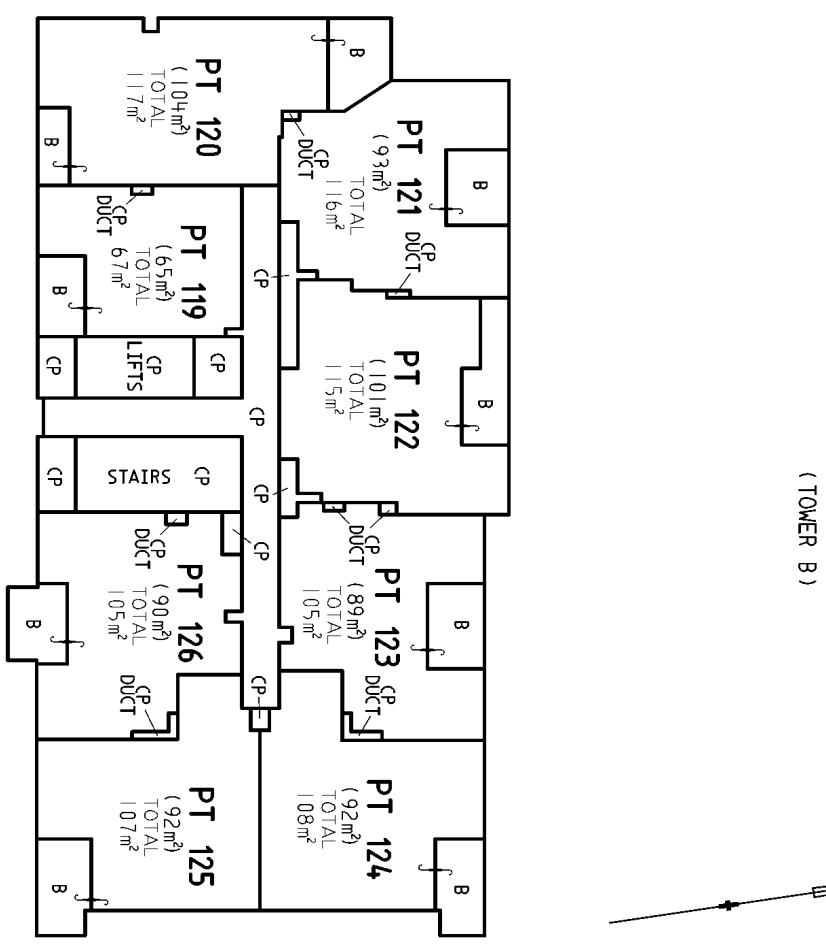 (TOWER B)
B
PT 120
(104m²)
TOTAL
117m²
B
CP
DUCT
PT 121
(93m²)
TOTAL
116m²
B
CP
DUCT
CP
DUCT
PT 119
(65m²)
TOTAL
67m²
B
CP
CP
CP
LIFTS
CP
PT 122
(101m²)
TOTAL
115m²
B
CP
CP
STAIRS
CP
CP
CP
DUCT
CP
DUCT
CP
PT 126
(90m²)
TOTAL
105m²
B
PT 123
(89m²)
TOTAL
105m²
B
CP
DUCT
CP
CP
DUCT
PT 125
(92m²)
TOTAL
107m²
B
PT 124
(92m²)
TOTAL
108m²
B